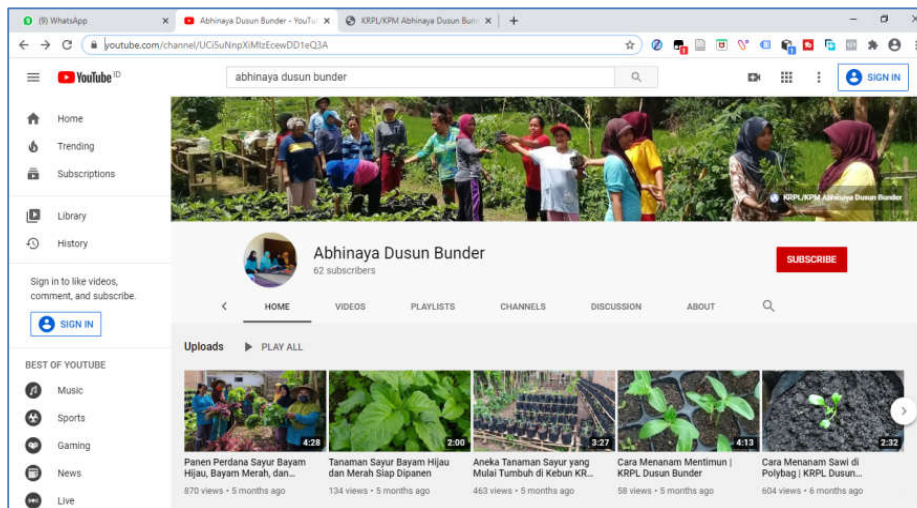 (9) WhatsApp
Abhinaya Dusun Bunder - YouTu
KRPL/KPM Abhinaya Dusun Bun
youtube.com/channel/UCi5uNnpXiMIzEcewDD1eQ3A
YouTube ID
abhinaya dusun bunder
SIGN IN
Home
Trending
Subscriptions
Library
History
Sign in to like videos,
comment, and subscribe.
SIGN IN
BEST OF YOUTUBE
Music
Sports
Gaming
News
Live
KRPL/KPM Abhinaya Dusun Bunder
Abhinaya Dusun Bunder
62 subscribers
SUBSCRIBE
HOME VIDEOS PLAYLISTS CHANNELS DISCUSSION ABOUT
Uploads PLAY ALL
4:28
Panen Perdana Sayur Bayam
Hijau, Bayam Merah, dan...
870 views • 5 months ago
2:00
Tanaman Sayur Bayam Hijau
dan Merah Siap Dipanen
134 views • 5 months ago
3:27
Aneka Tanaman Sayur yang
Mulai Tumbuh di Kebun KR...
463 views • 5 months ago
4:13
Cara Menanam Mentimun |
KRPL Dusun Bunder
58 views • 5 months ago
2:32
Cara Menanam Sawi di
Polybag | KRPL Dusun...
604 views • 6 months ago